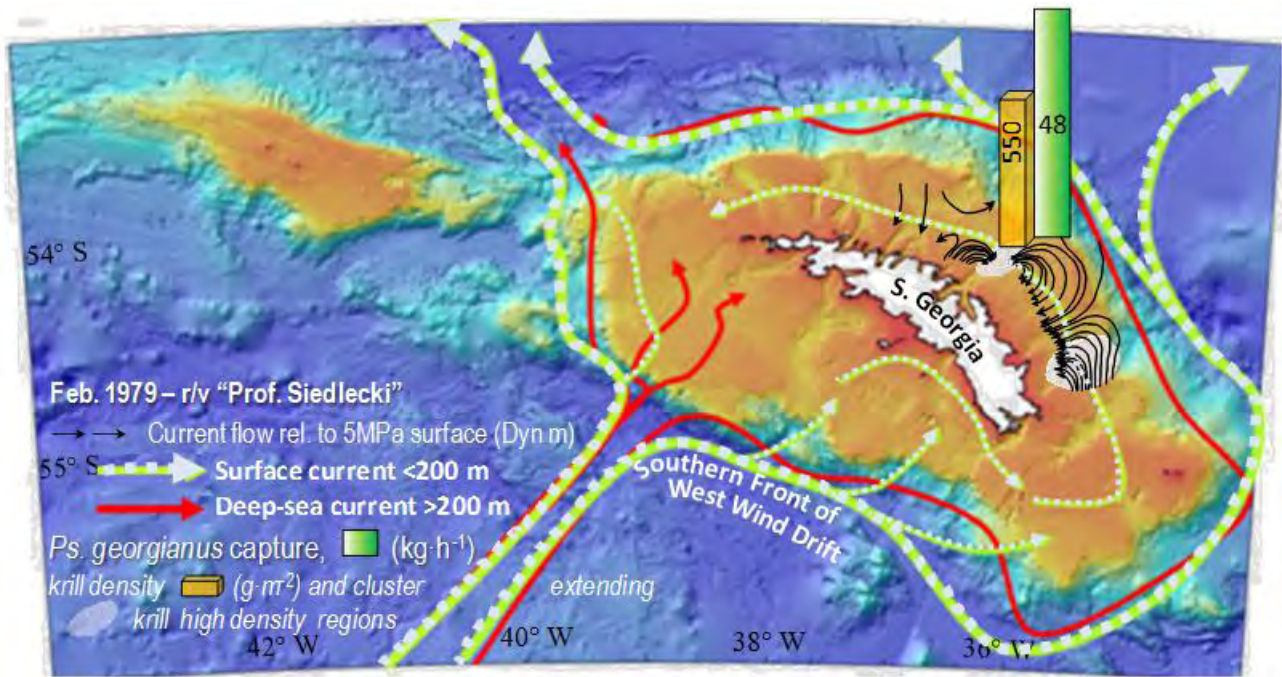 550
48
54° S
S. Georgia
Feb. 1979 – r/v “Prof. Siedlecki”
Current flow rel. to 5MPa surface (Dyn m)
55° S
Surface current <200 m
Deep-sea current >200 m
Southern Front of
West Wind Drift
Ps. georgianus capture, (kg·h⁻¹)
krill density (g·m²) and cluster extending
krill high density regions
42° W
40° W
38° W
36° W